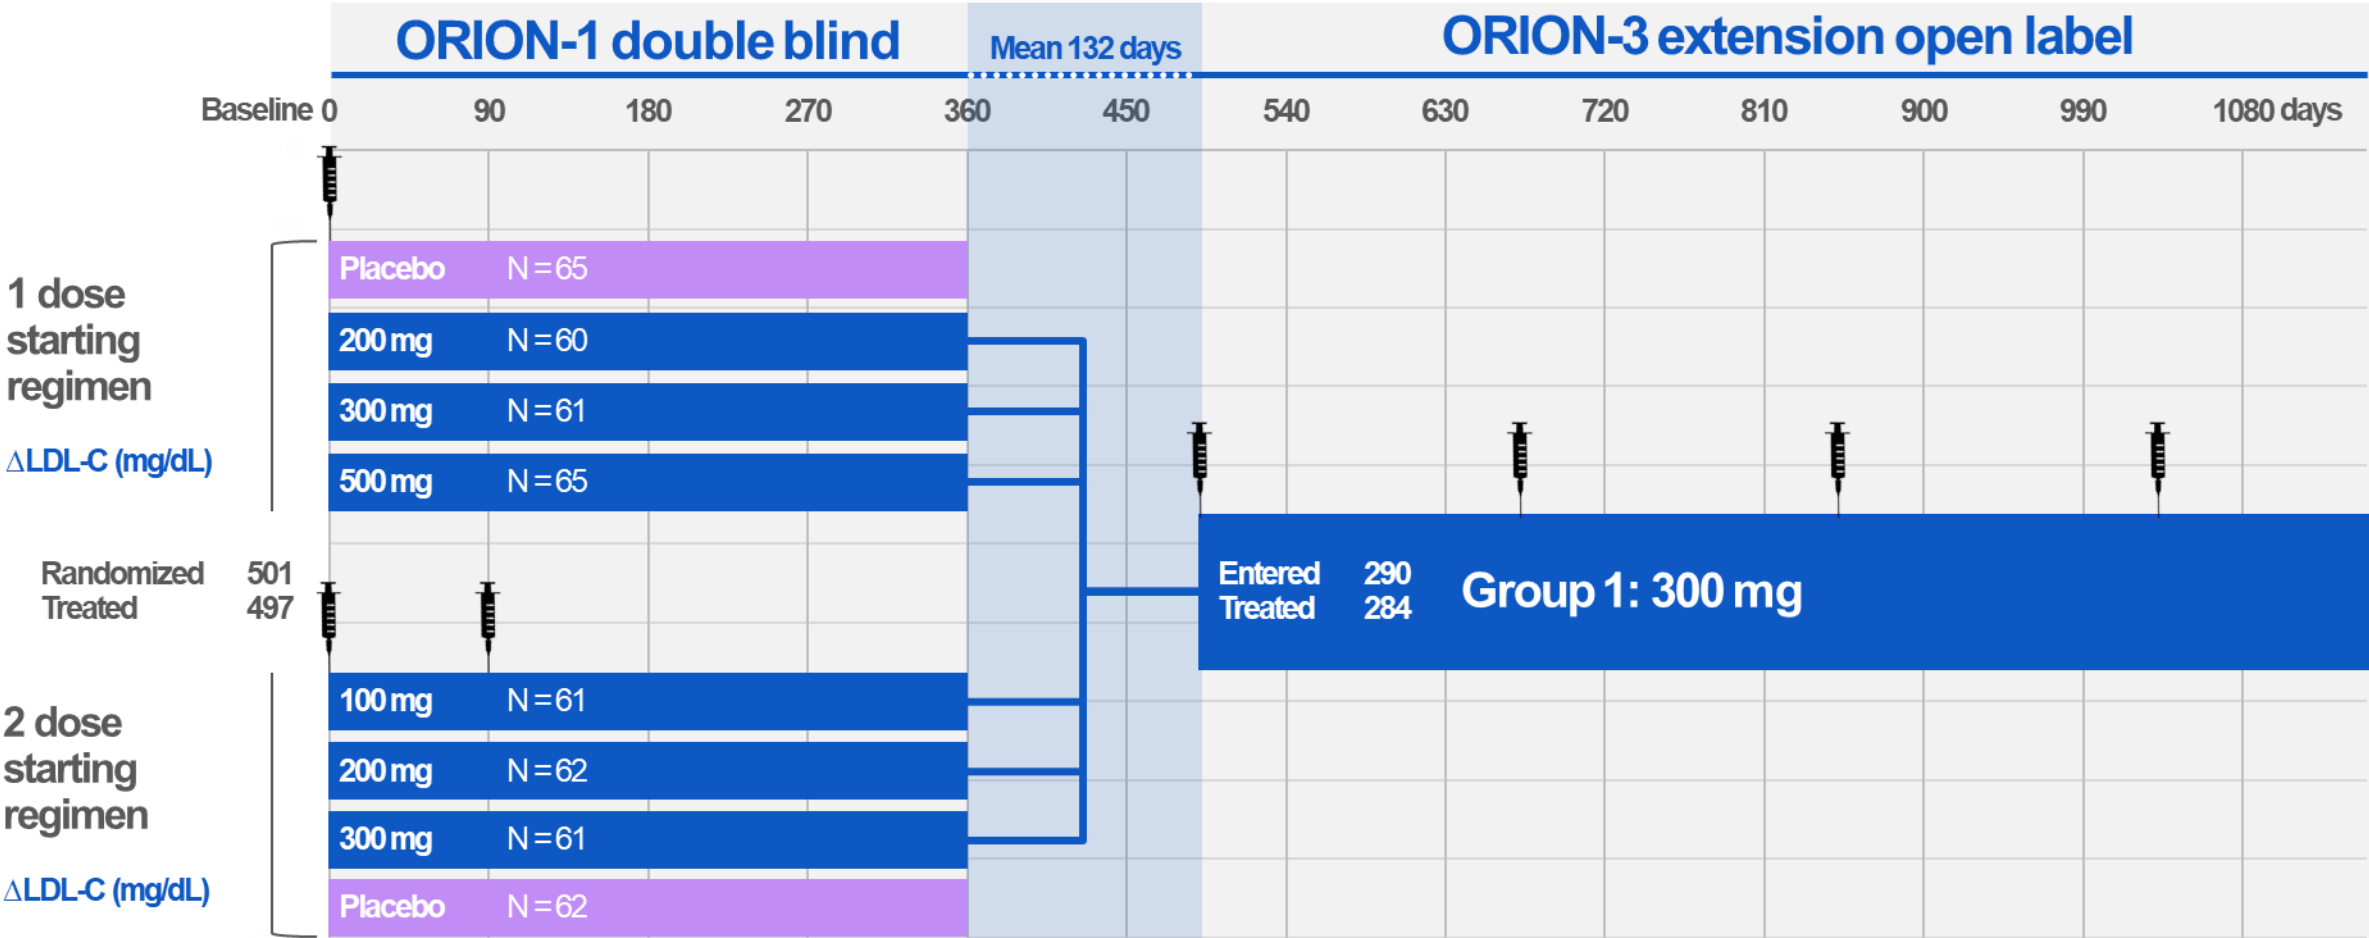 ORION-1 double blind
Mean 132 days
ORION-3 extension open label
Baseline 0 90 180 270 360 450 540 630 720 810 900 990 1080 days
1 dose
starting
regimen
ΔLDL-C (mg/dL)
Placebo N=65
200 mg N=60
300 mg N=61
500 mg N=65
Randomized 501
Treated 497
Entered 290
Treated 284
Group 1: 300 mg
2 dose
starting
regimen
ΔLDL-C (mg/dL)
100 mg N=61
200 mg N=62
300 mg N=61
Placebo N=62